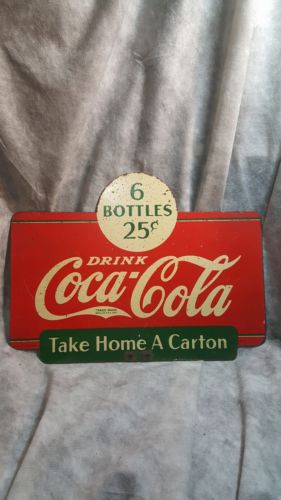 6
BOTTLES
25¢
DRINK
Coca-Cola
Take Home A Carton